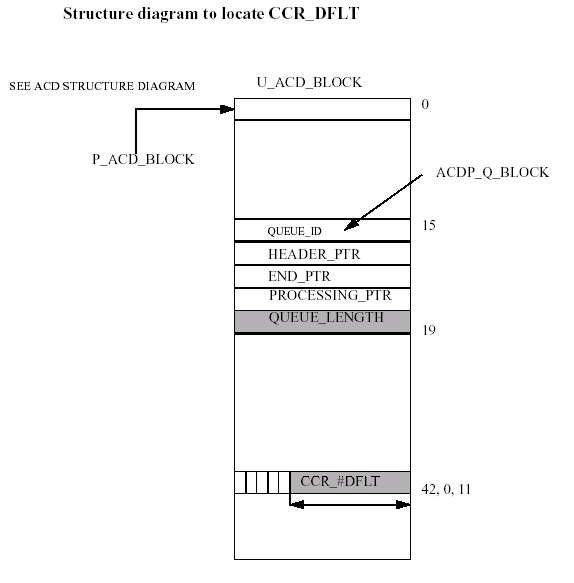 Structure diagram to locate CCR_DFLT
U_ACD_BLOCK
SEE ACD STRUCTURE DIAGRAM
0
P_ACD_BLOCK
ACDP_Q_BLOCK
QUEUE_ID
15
HEADER_PTR
END_PTR
PROCESSING_PTR
QUEUE_LENGTH
19
CCR_#DFLT
42, 0, 11